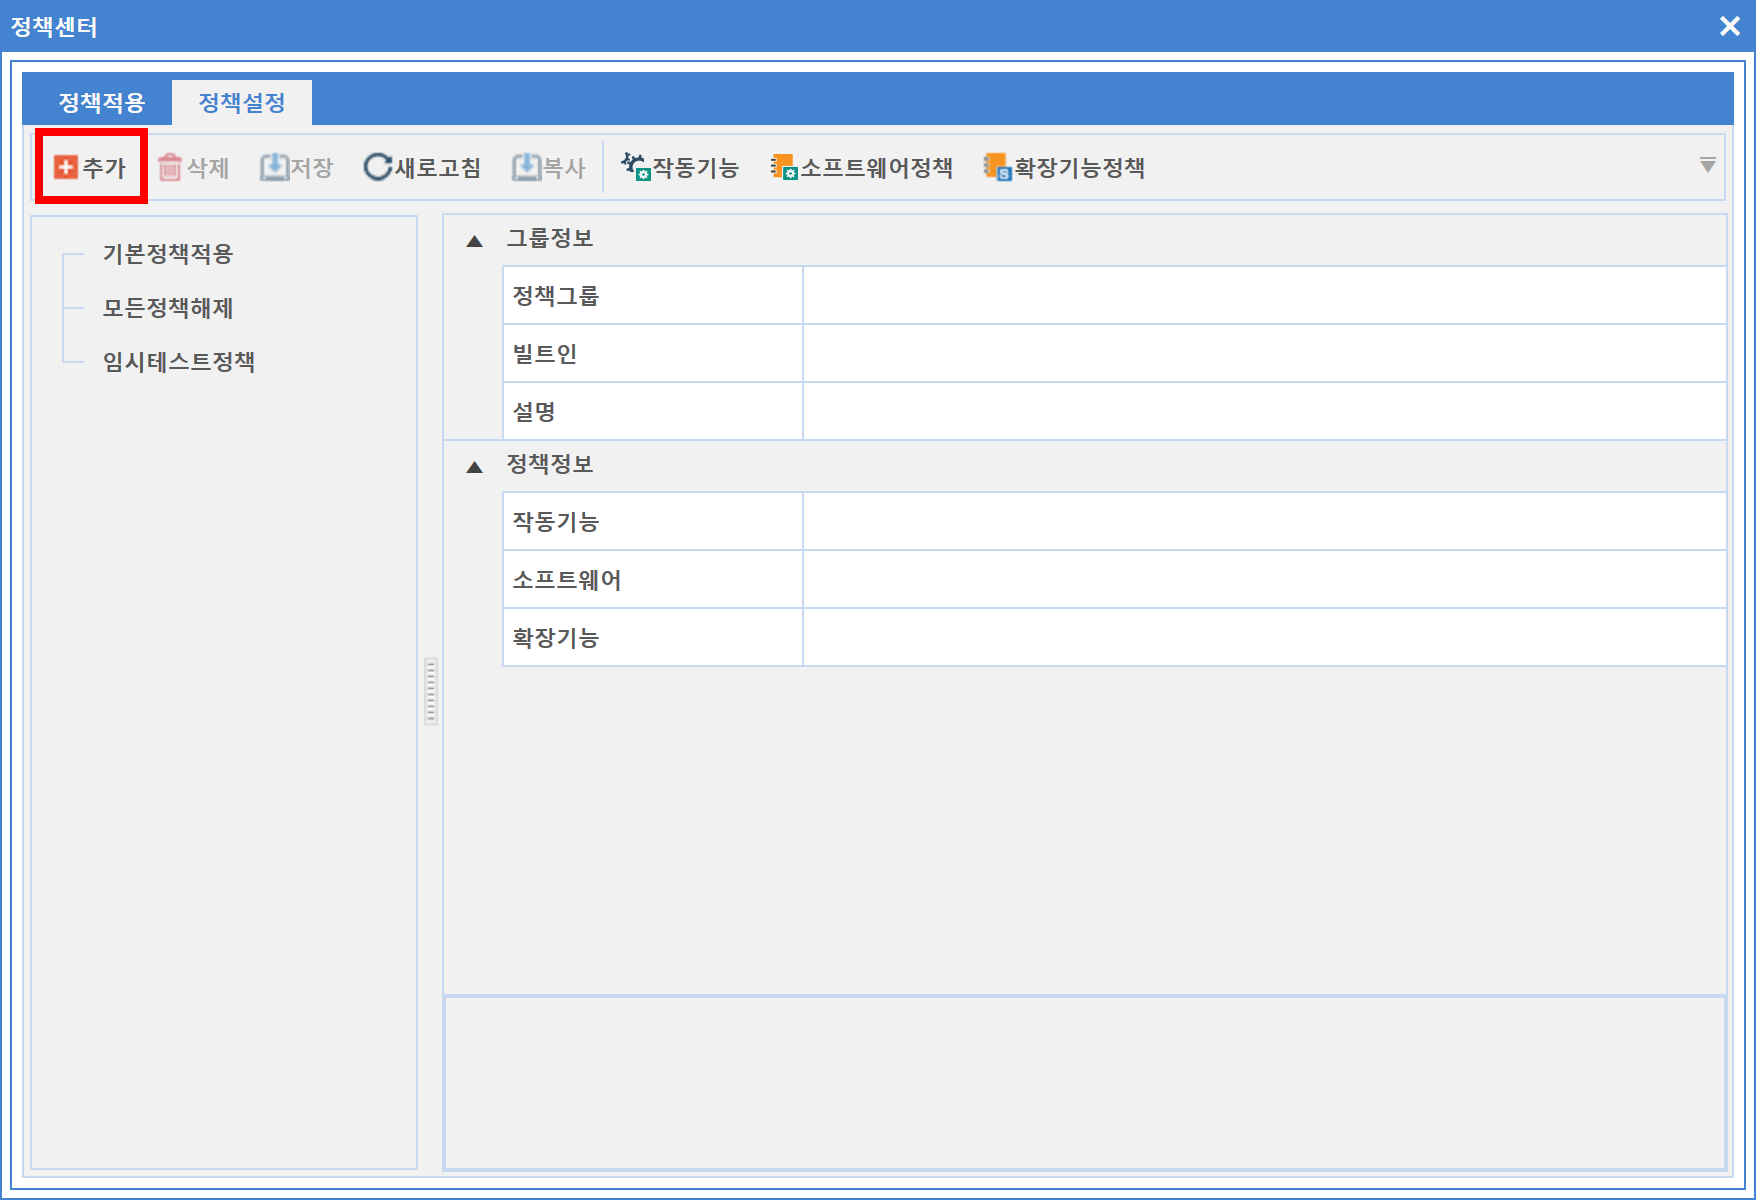 정책센터
정책적용 정책설정
추가 삭제 저장 새로고침 복사 작동기능 소프트웨어정책 확장기능정책
기본정책적용
모든정책해제
임시테스트정책
그룹정보
정책그룹
빌트인
설명
정책정보
작동기능
소프트웨어
확장기능